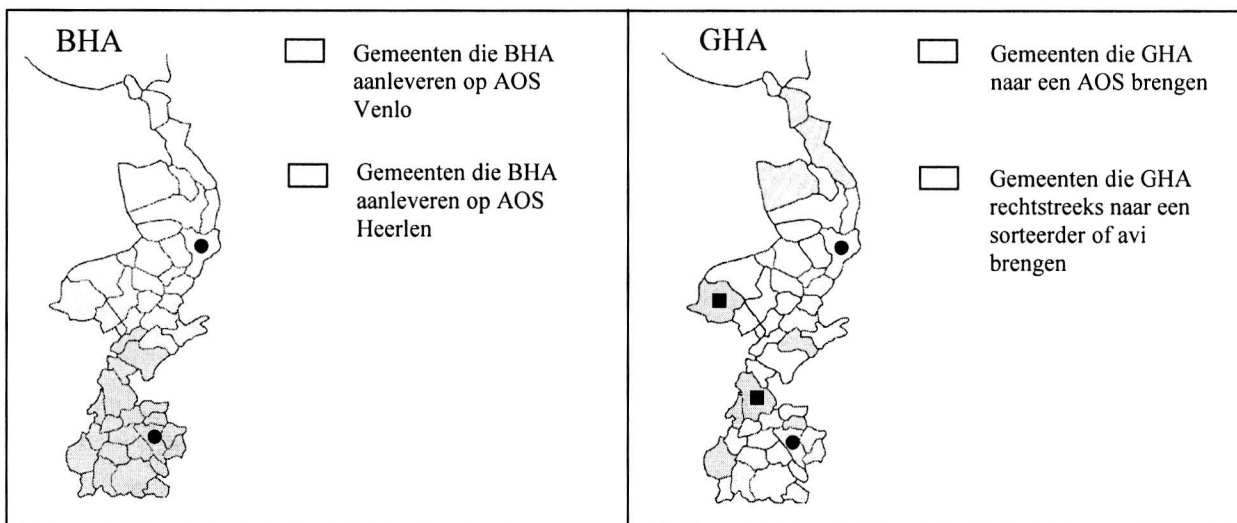 BHA
Gemeenten die BHA
aanleveren op AOS
Venlo
Gemeenten die BHA
aanleveren op AOS
Heerlen
GHA
Gemeenten die GHA
naar een AOS brengen
Gemeenten die GHA
rechtstreeks naar een
sorteerder of avi
brengen